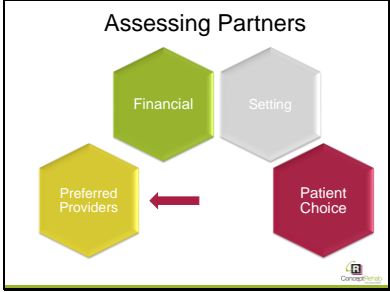 Assessing Partners
Financial
Setting
Preferred
Providers
Patient
Choice
R
ConceptRehab